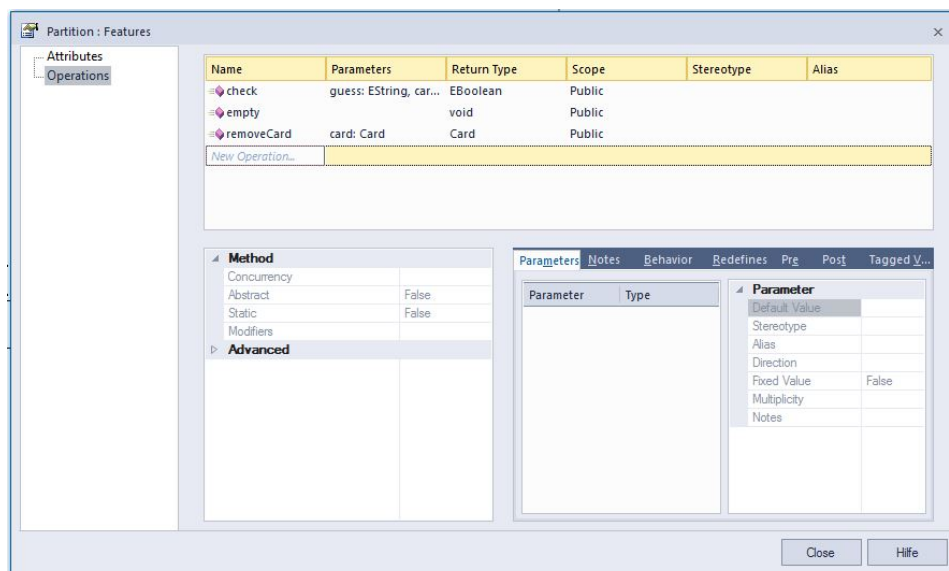 Partition : Features
Attributes
Operations
Name Parameters Return Type Scope Stereotype Alias
check guess: EString, car... EBoolean Public
empty void Public
removeCard card: Card Card Public
New Operation...
Method
Concurrency
Abstract False
Static False
Modifiers
Advanced
Parameters Notes Behavior Redefines Pre Post Tagged V...
Parameter Type
Parameter
Default Value
Stereotype
Alias
Direction
Fixed Value False
Multiplicity
Notes
Close Hilfe